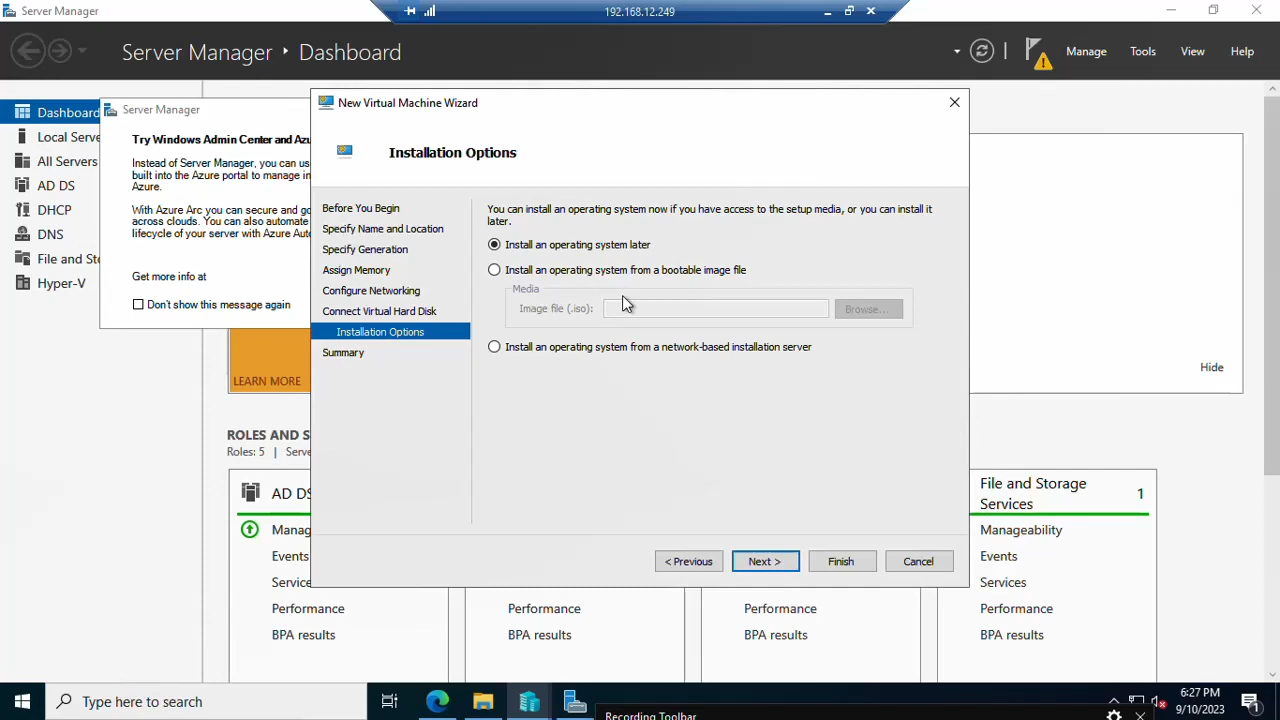 Server Manager
192.168.12.249
Server Manager • Dashboard
Manage
Tools
View
Help
Dashboard
Local Serve
All Servers
AD DS
DHCP
DNS
File and Sto
Hyper-V
Server Manager
Try Windows Admin Center and Azu
Instead of Server Manager, you can us
built into the Azure portal to manage in
Azure.
With Azure Arc you can secure and go
across clouds. You can also automate
lifecycle of your server with Azure Auto
Get more info at
Don't show this message again
LEARN MORE
Hide
New Virtual Machine Wizard
Installation Options
Before You Begin
Specify Name and Location
Specify Generation
Assign Memory
Configure Networking
Connect Virtual Hard Disk
Installation Options
Summary
You can install an operating system now if you have access to the setup media, or you can install it
later.
Install an operating system later
Install an operating system from a bootable image file
Media
Image file (.iso):
Browse...
Install an operating system from a network-based installation server
< Previous
Next >
Finish
Cancel
ROLES AND S
Roles: 5 | Serve
AD DS
Manag
Events
Service
Performance
BPA results
Performance
BPA results
Performance
BPA results
File and Storage
Services
1
Manageability
Events
Services
Performance
BPA results
Type here to search
Recording Toolbar
6:27 PM
9/10/2023
1